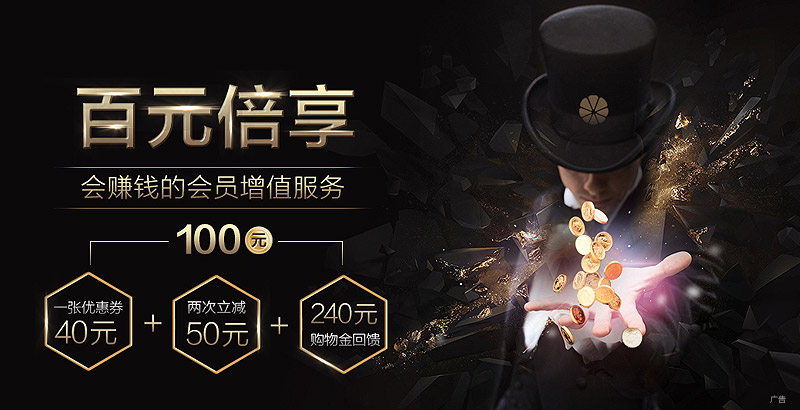 百元倍享
会赚钱的会员增值服务
100元
一张优惠券
40元
+
两次立减
50元
+
240元
购物金回馈
广告